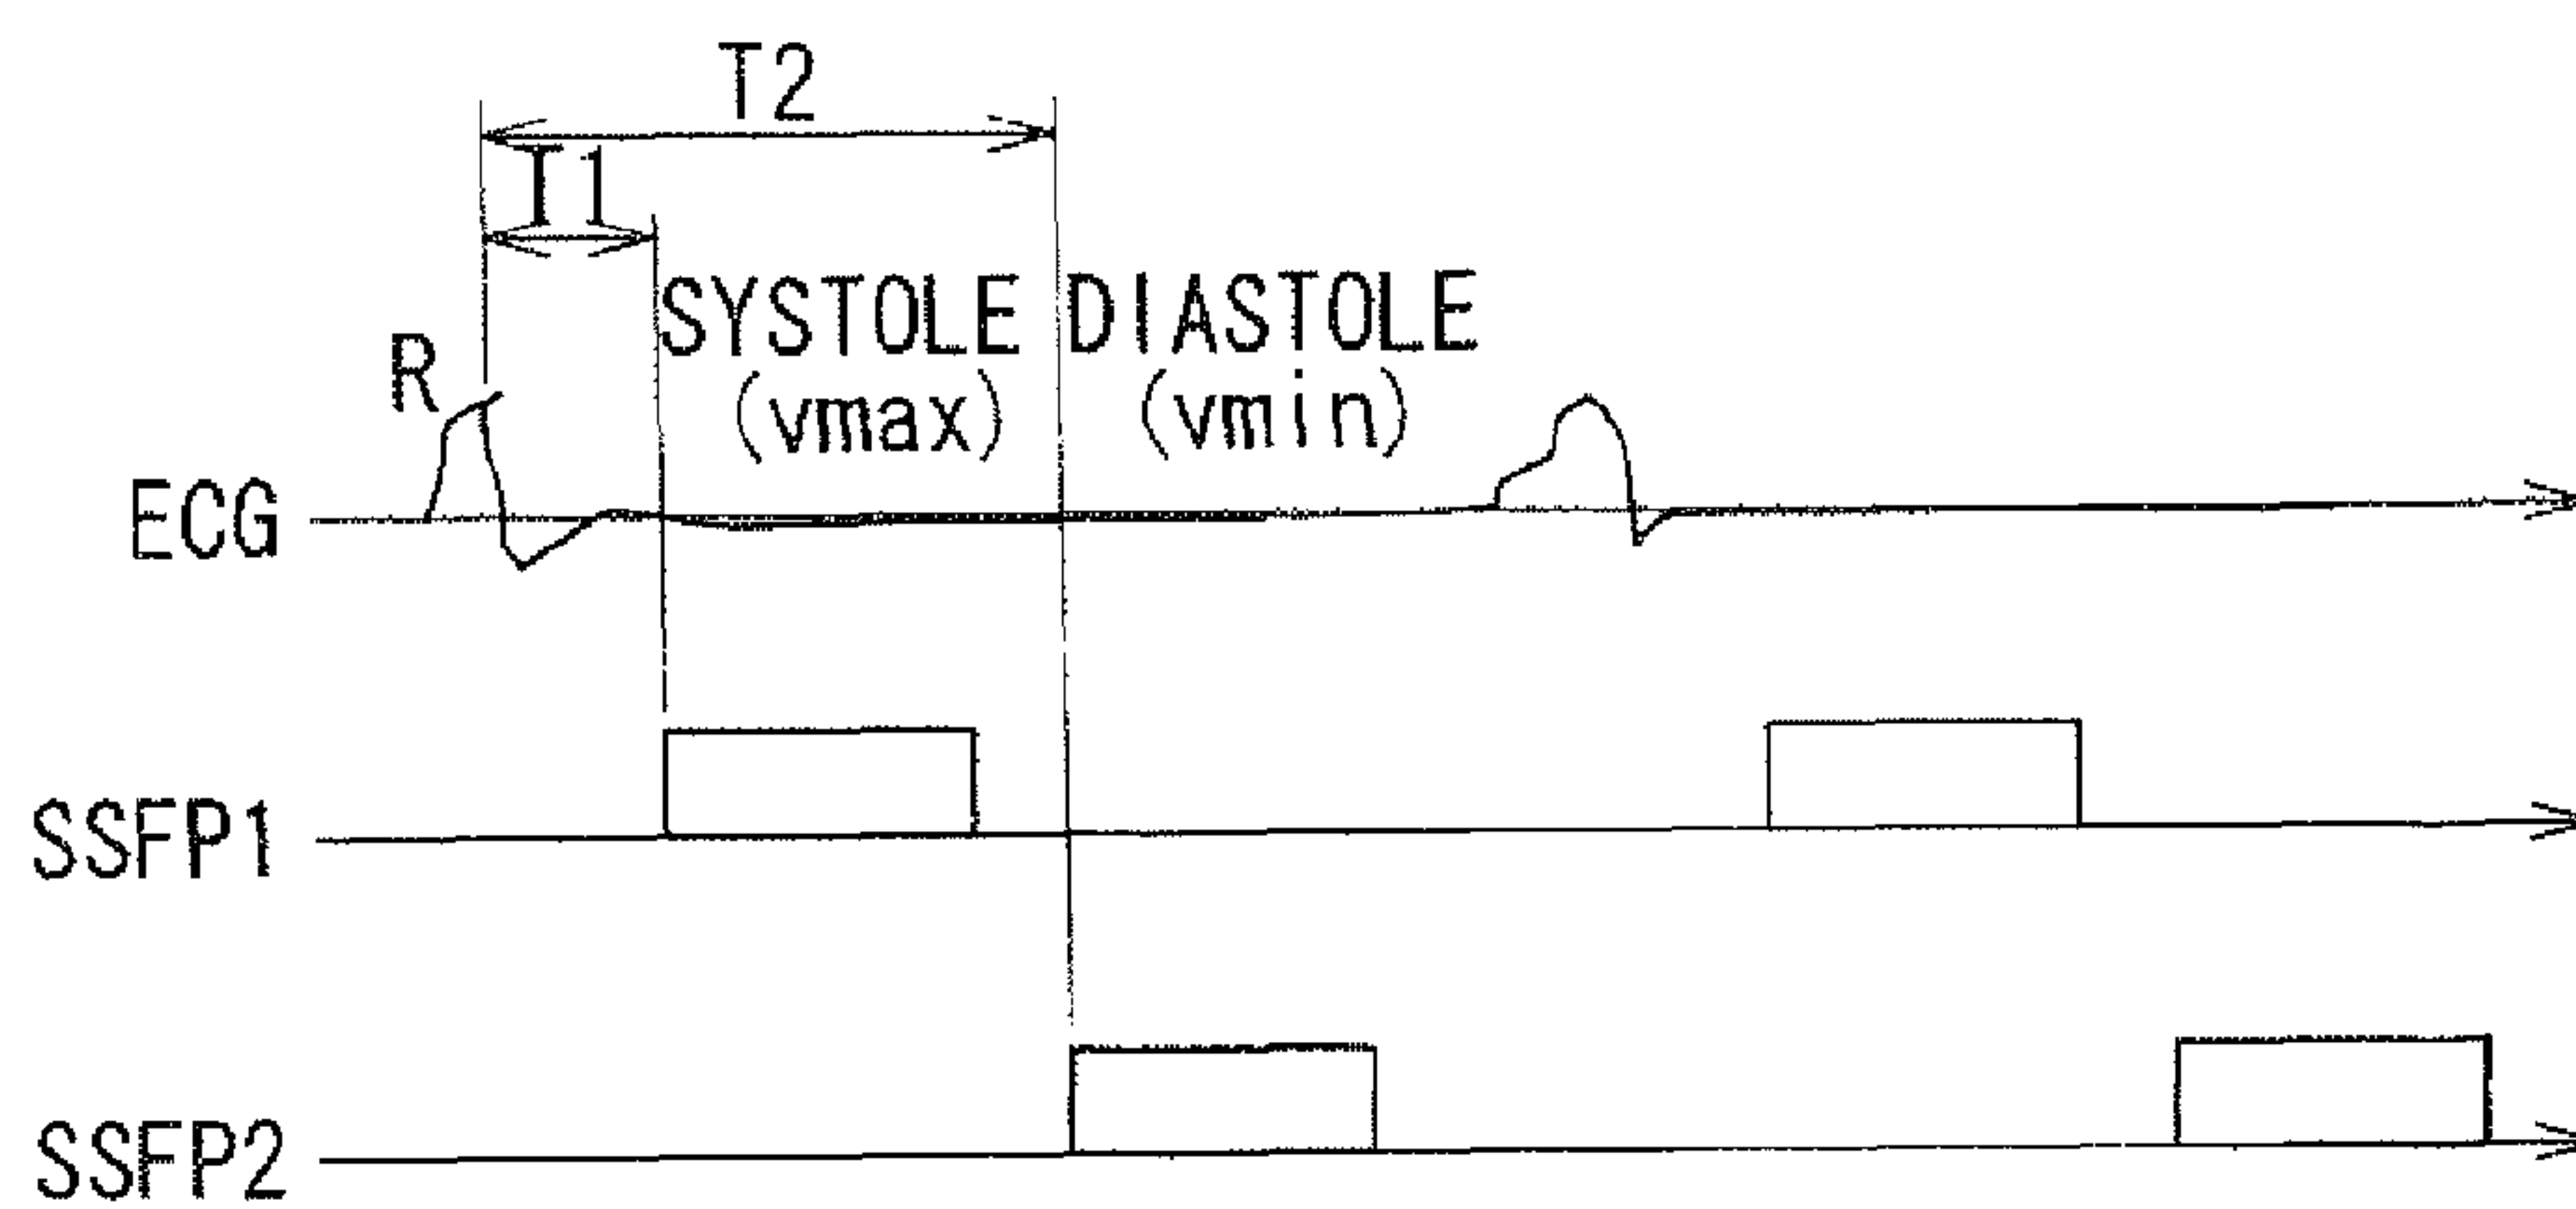 T2
T1
SYSTOLE DIASTOLE
R
(vmax) (vmin)
ECG
SSFP1
SSFP2